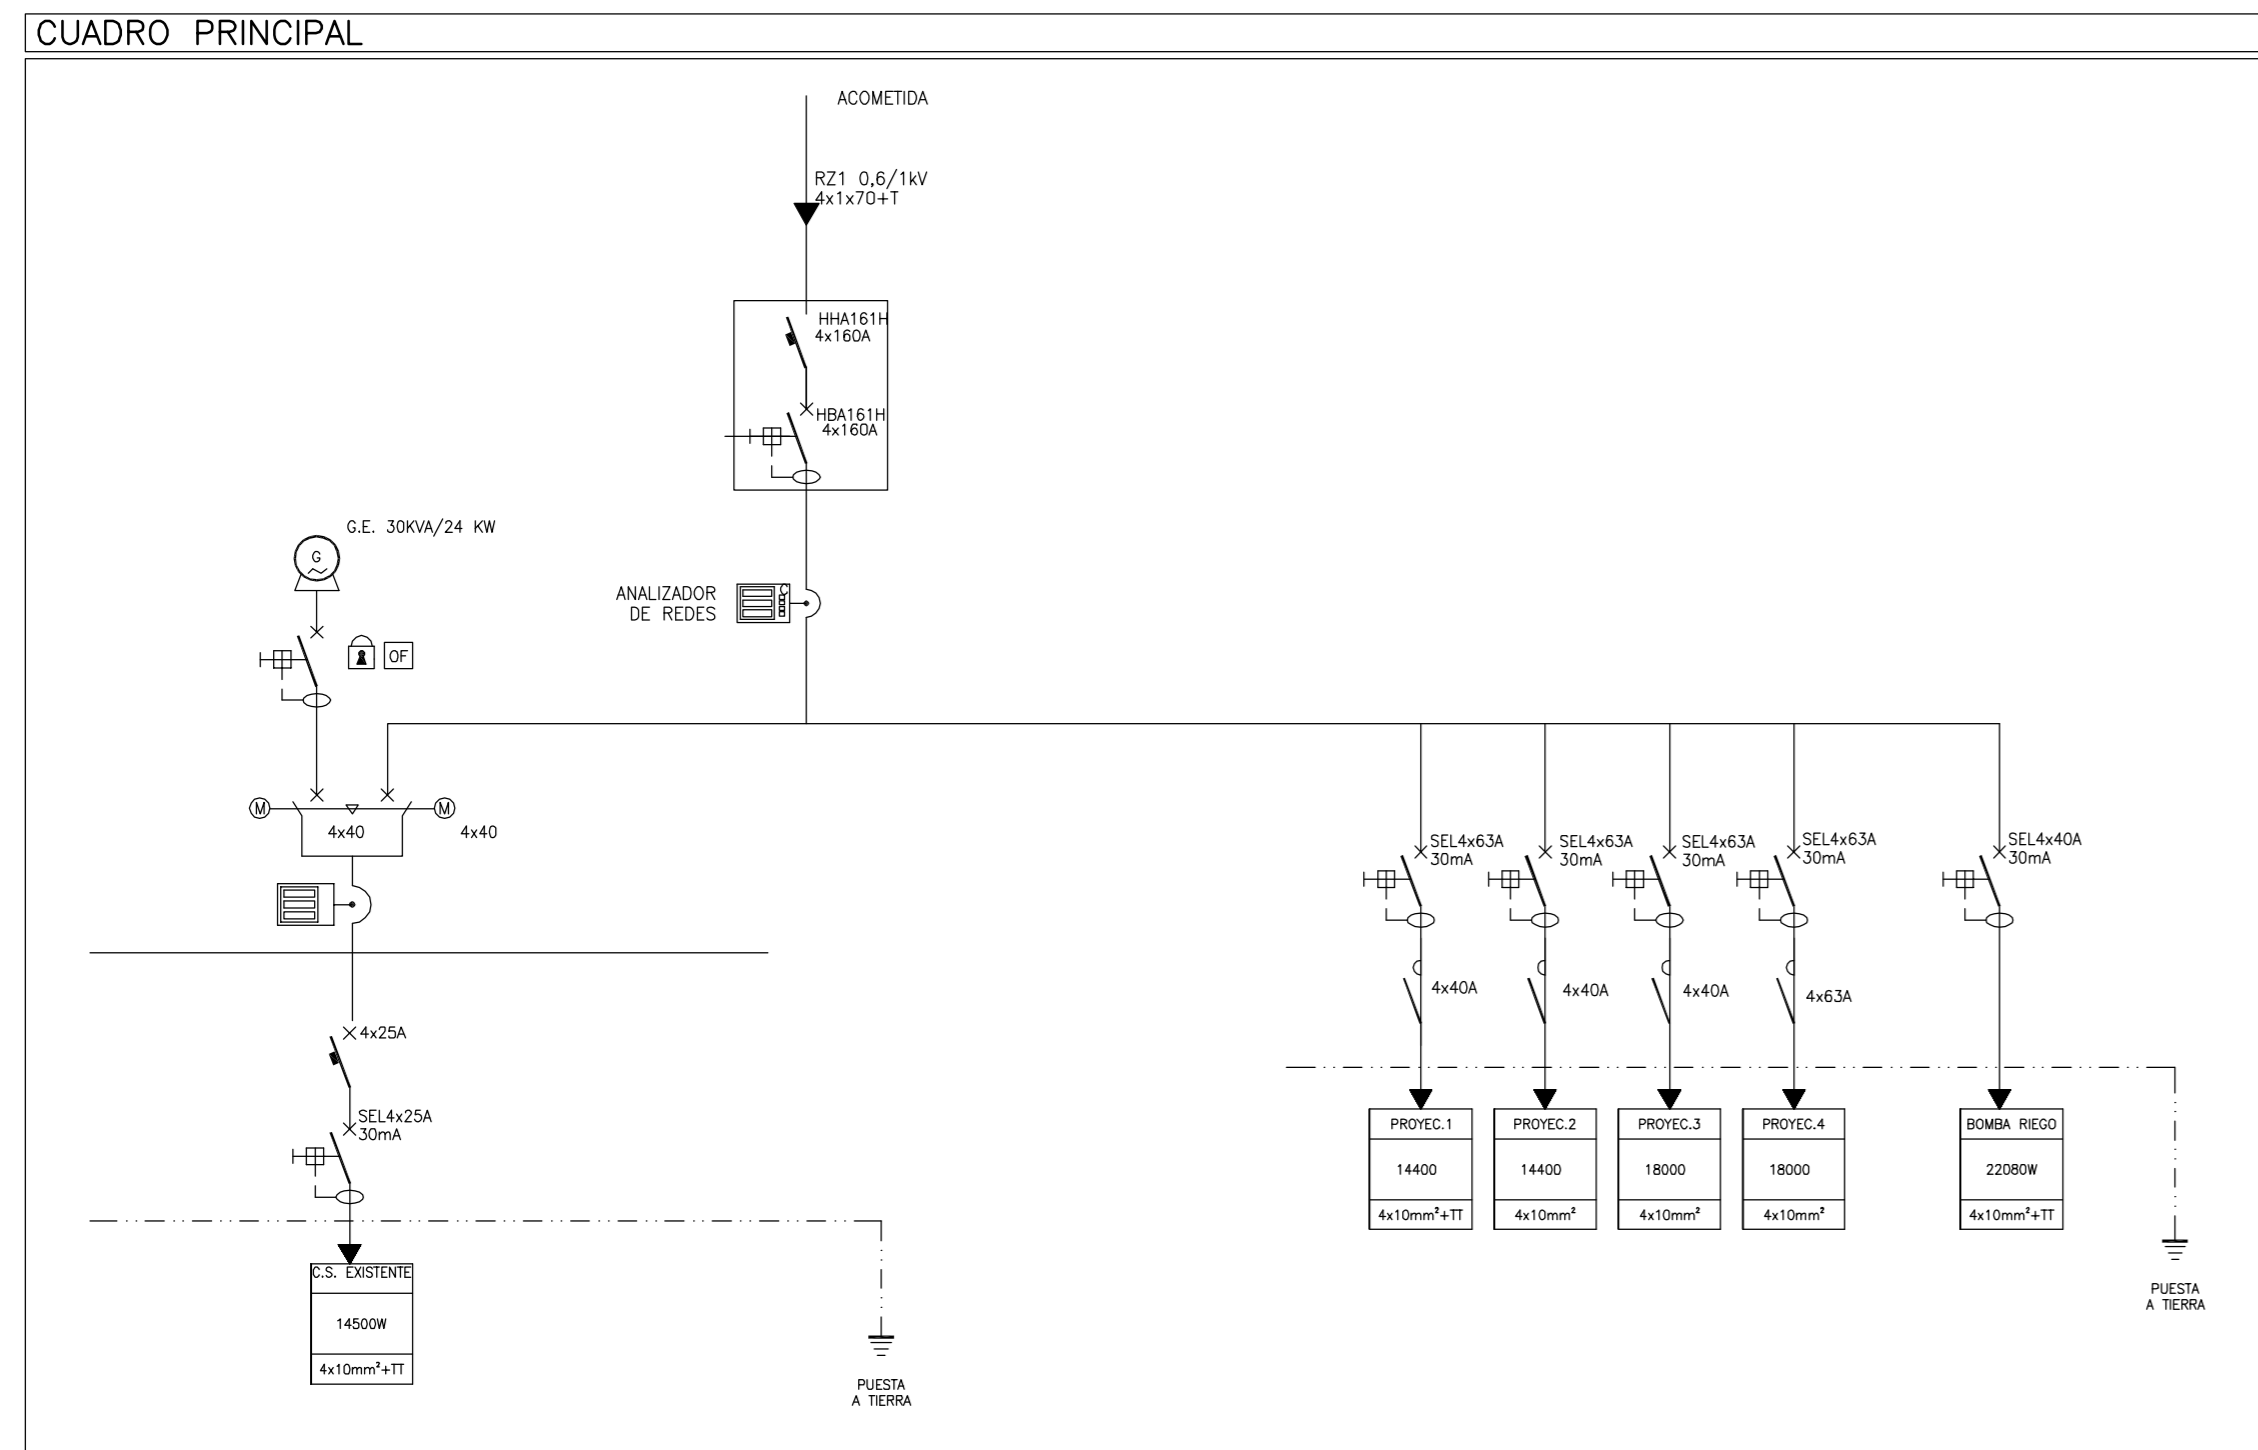 CUADRO PRINCIPAL
ACOMETIDA
RZ1 0,6/1kV
4x1x70+T
HHA161H
4x160A
HBA161H
4x160A
G.E. 30KVA/24 KW
G
OF
ANALIZADOR
DE REDES
M
M
4x40
4x40
SEL4x63A
30mA
SEL4x63A
30mA
SEL4x63A
30mA
SEL4x63A
30mA
SEL4x40A
30mA
4x40A
4x40A
4x40A
4x63A
4x25A
SEL4x25A
30mA
PROYEC.1
14400
4x10mm²+TT
PROYEC.2
14400
4x10mm²
PROYEC.3
18000
4x10mm²
PROYEC.4
18000
4x10mm²
BOMBA RIEGO
22080W
4x10mm²+TT
PUESTA
A TIERRA
C.S. EXISTENTE
14500W
4x10mm²+TT
PUESTA
A TIERRA